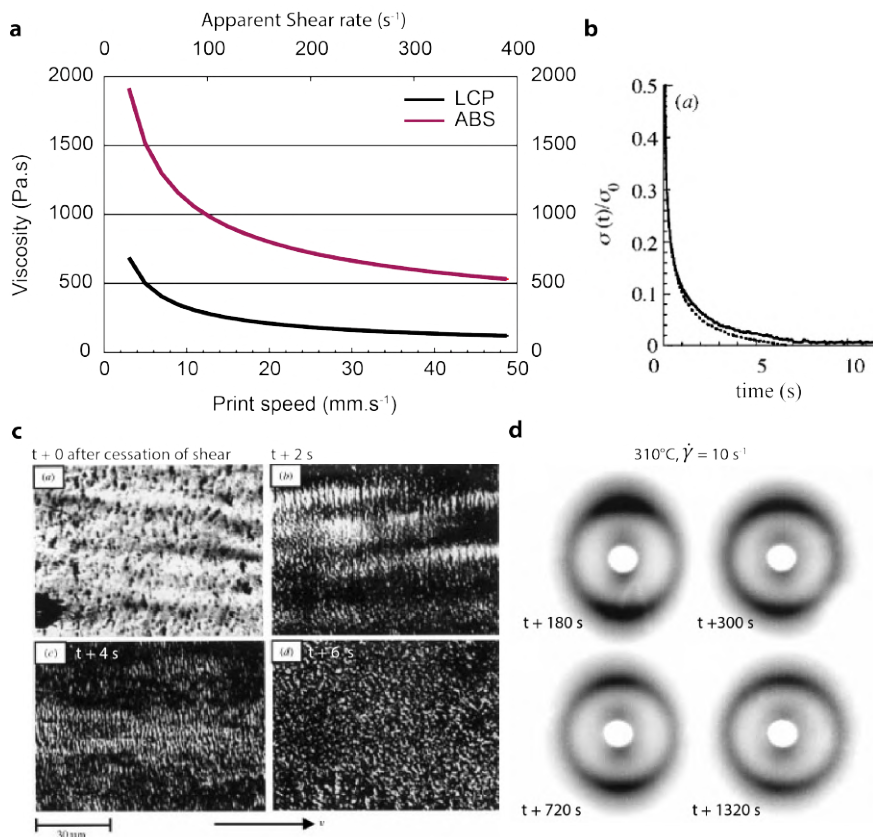 a
Apparent Shear rate (s⁻¹)
0 100 200 300 400
2000 2000
1500 1500
1000 1000
500 500
0 0
Viscosity (Pa.s)
LCP
ABS
0 10 20 30 40 50
Print speed (mm.s⁻¹)
b
(a)
0.5
0.4
0.3
0.2
0.1
0
σ (t)/σ₀
0 5 10
time (s)
c
t + 0 after cessation of shear
t + 2 s
(a)
(b)
(c) t + 4 s
(d) t + 6 s
30 mm
v
d
310°C, γ̇ = 10 s⁻¹
t + 180 s
t +300 s
t +720 s
t +1320 s